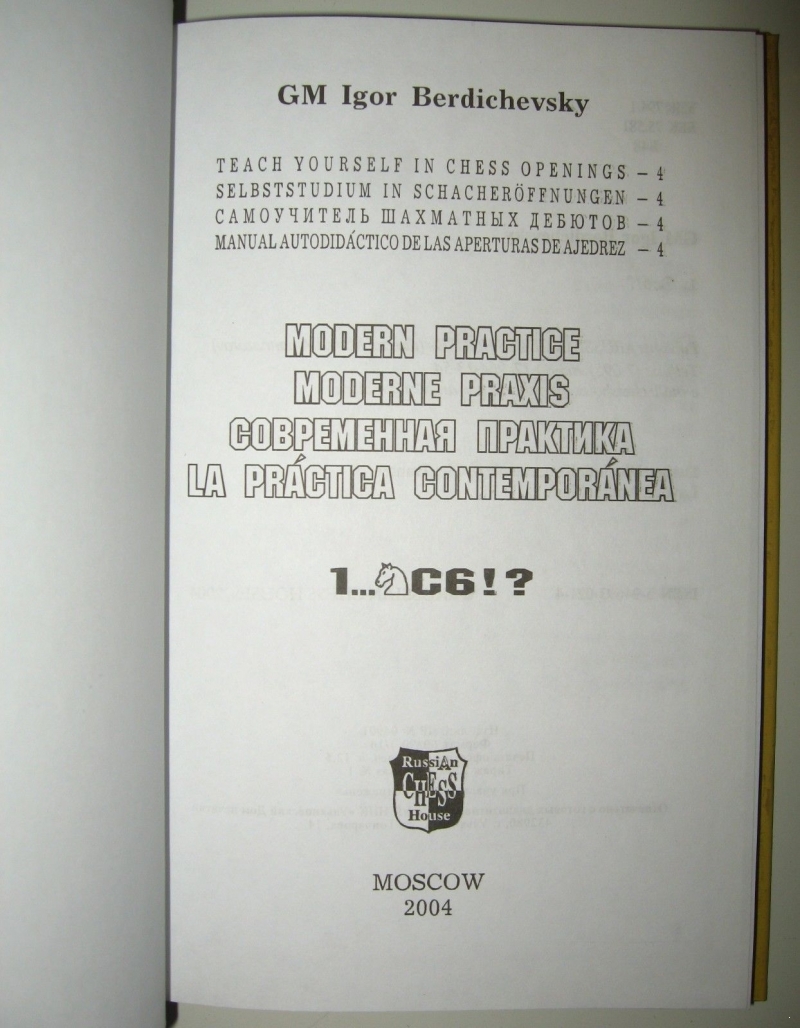 GM Igor Berdichevsky
TEACH YOURSELF IN CHESS OPENINGS – 4
SELBSTSTUDIUM IN SCHACHERÖFFNUNGEN – 4
САМОУЧИТЕЛЬ ШАХМАТНЫХ ДЕБЮТОВ – 4
MANUAL AUTODIDÁCTICO DE LAS APERTURAS DE AJEDREZ – 4
MODERN PRACTICE
MODERNE PRAXIS
СОВРЕМЕННАЯ ПРАКТИКА
LA PRÁCTICA CONTEMPORÁNEA
1...♘C6!?
RussiAn
CHESS
House
MOSCOW
2004